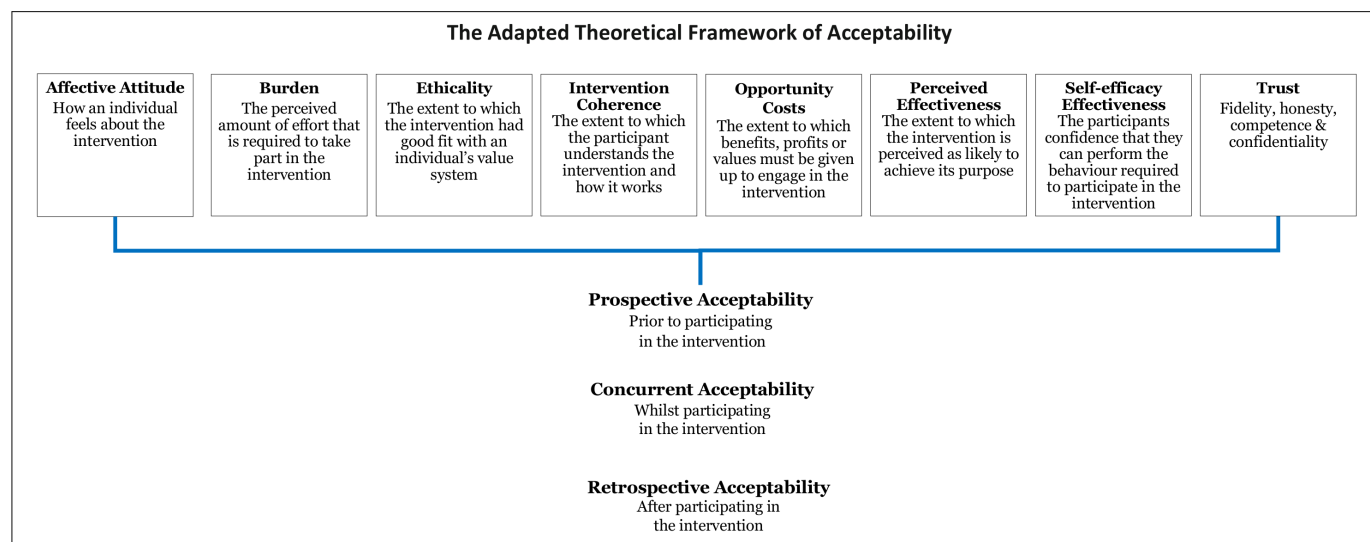 The Adapted Theoretical Framework of Acceptability
Affective Attitude
How an individual
feels about the
intervention
Burden
The perceived
amount of effort that
is required to take
part in the
intervention
Ethicality
The extent to which
the intervention had
good fit with an
individual's value
system
Intervention
Coherence
The extent to which
the participant
understands the
intervention and
how it works
Opportunity
Costs
The extent to which
benefits, profits or
values must be given
up to engage in the
intervention
Perceived
Effectiveness
The extent to which
the intervention is
perceived as likely to
achieve its purpose
Self-efficacy
Effectiveness
The participants
confidence that they
can perform the
behaviour required
to participate in the
intervention
Trust
Fidelity, honesty,
competence &
confidentiality
Prospective Acceptability
Prior to participating
in the intervention
Concurrent Acceptability
Whilst participating
in the intervention
Retrospective Acceptability
After participating in
the intervention